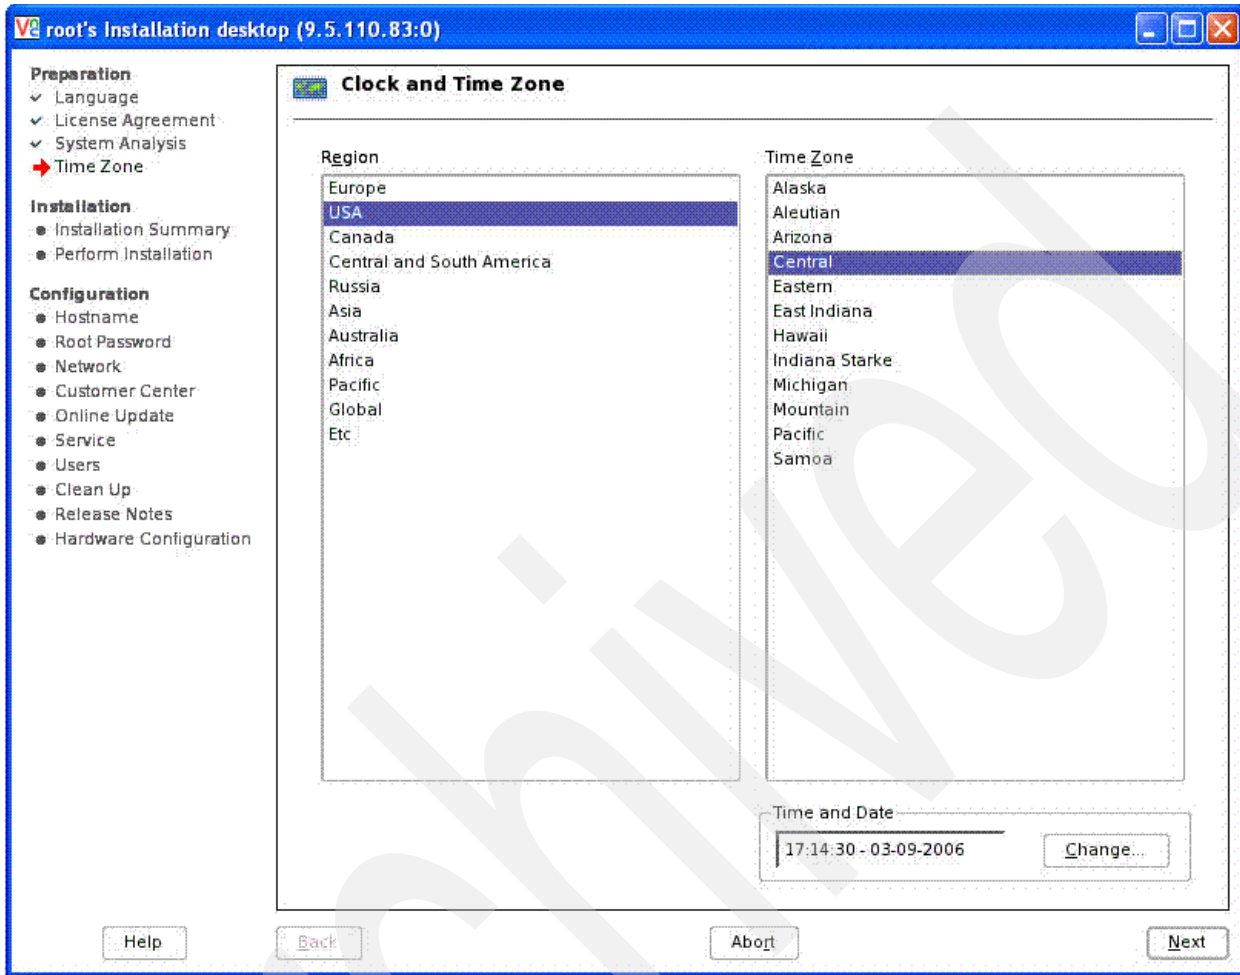 root's Installation desktop (9.5.110.83:0)
Preparation
Language
License Agreement
System Analysis
Time Zone
Installation
Installation Summary
Perform Installation
Configuration
Hostname
Root Password
Network
Customer Center
Online Update
Service
Users
Clean Up
Release Notes
Hardware Configuration
Clock and Time Zone
Region
Europe
USA
Canada
Central and South America
Russia
Asia
Australia
Africa
Pacific
Global
Etc
Time Zone
Alaska
Aleutian
Arizona
Central
Eastern
East Indiana
Hawaii
Indiana Starke
Michigan
Mountain
Pacific
Samoa
Time and Date
17:14:30 - 03-09-2006
Change...
Help
Back
Abort
Next
hived